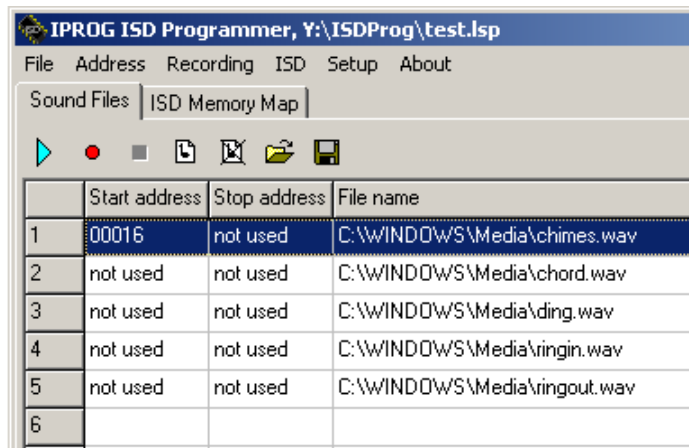 IPROG ISD Programmer, Y:\ISDProg\test.lsp
File Address Recording ISD Setup About
Sound Files ISD Memory Map
Start address Stop address File name
1 00016 not used C:\WINDOWS\Media\chimes.wav
2 not used not used C:\WINDOWS\Media\chord.wav
3 not used not used C:\WINDOWS\Media\ding.wav
4 not used not used C:\WINDOWS\Media\ringin.wav
5 not used not used C:\WINDOWS\Media\ringout.wav
6